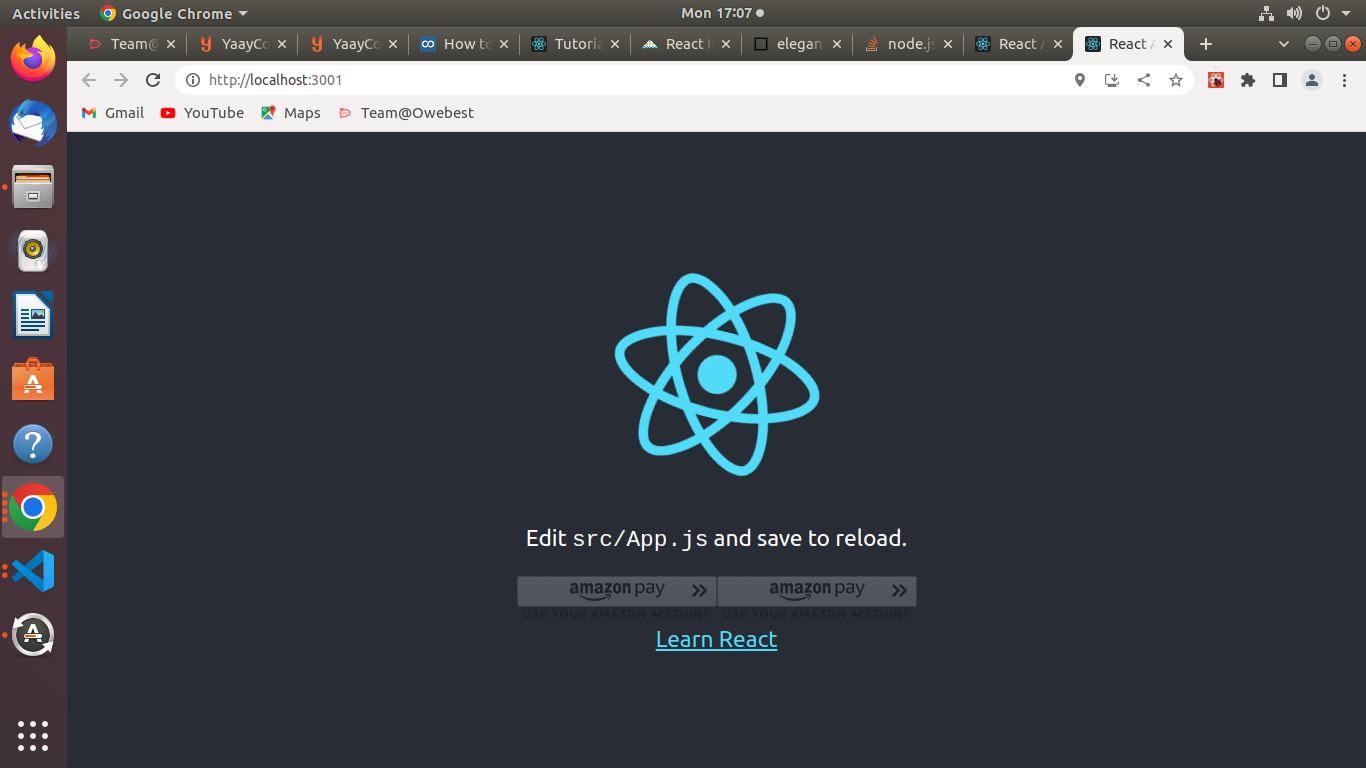 Activities Google Chrome Mon 17:07
Team@ YaayCo YaayCo How to Tutoria React I elegan node.js React A React A
http://localhost:3001
Gmail YouTube Maps Team@Owebest
Edit src/App.js and save to reload.
amazon pay amazon pay
USE YOUR AMAZON ACCOUNT USE YOUR AMAZON ACCOUNT
Learn React